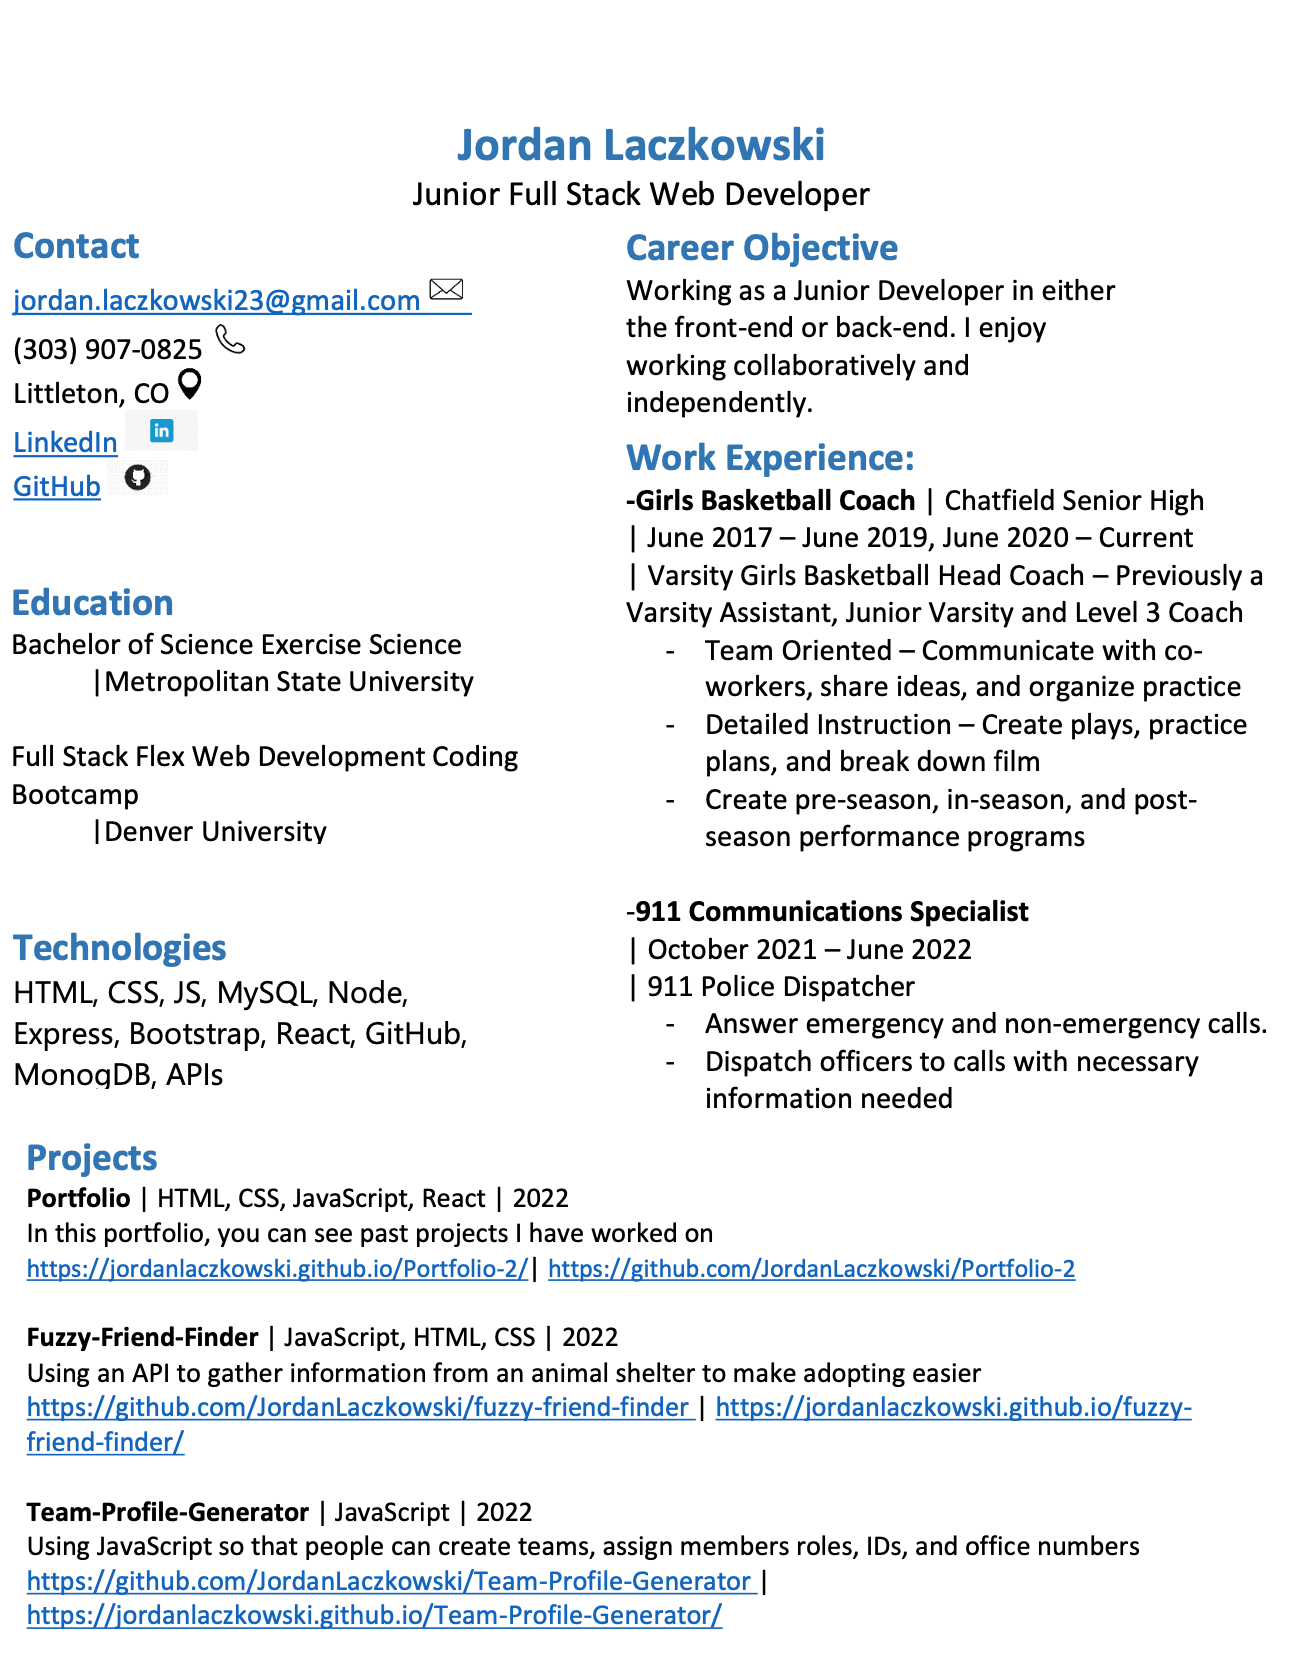 Jordan Laczkowski
Junior Full Stack Web Developer
Contact
jordan.laczkowski23@gmail.com
(303) 907-0825
Littleton, CO
LinkedIn in
GitHub
Education
Bachelor of Science Exercise Science
|Metropolitan State University
Full Stack Flex Web Development Coding
Bootcamp
|Denver University
Technologies
HTML, CSS, JS, MySQL, Node,
Express, Bootstrap, React, GitHub,
MonogDB, APIs
Career Objective
Working as a Junior Developer in either
the front-end or back-end. I enjoy
working collaboratively and
independently.
Work Experience:
-Girls Basketball Coach | Chatfield Senior High
| June 2017 – June 2019, June 2020 – Current
| Varsity Girls Basketball Head Coach – Previously a
Varsity Assistant, Junior Varsity and Level 3 Coach
- Team Oriented – Communicate with co-
workers, share ideas, and organize practice
- Detailed Instruction – Create plays, practice
plans, and break down film
- Create pre-season, in-season, and post-
season performance programs
-911 Communications Specialist
| October 2021 – June 2022
| 911 Police Dispatcher
- Answer emergency and non-emergency calls.
- Dispatch officers to calls with necessary
information needed
Projects
Portfolio | HTML, CSS, JavaScript, React | 2022
In this portfolio, you can see past projects I have worked on
https://jordanlaczkowski.github.io/Portfolio-2/ | https://github.com/JordanLaczkowski/Portfolio-2
Fuzzy-Friend-Finder | JavaScript, HTML, CSS | 2022
Using an API to gather information from an animal shelter to make adopting easier
https://github.com/JordanLaczkowski/fuzzy-friend-finder | https://jordanlaczkowski.github.io/fuzzy-
friend-finder/
Team-Profile-Generator | JavaScript | 2022
Using JavaScript so that people can create teams, assign members roles, IDs, and office numbers
https://github.com/JordanLaczkowski/Team-Profile-Generator |
https://jordanlaczkowski.github.io/Team-Profile-Generator/